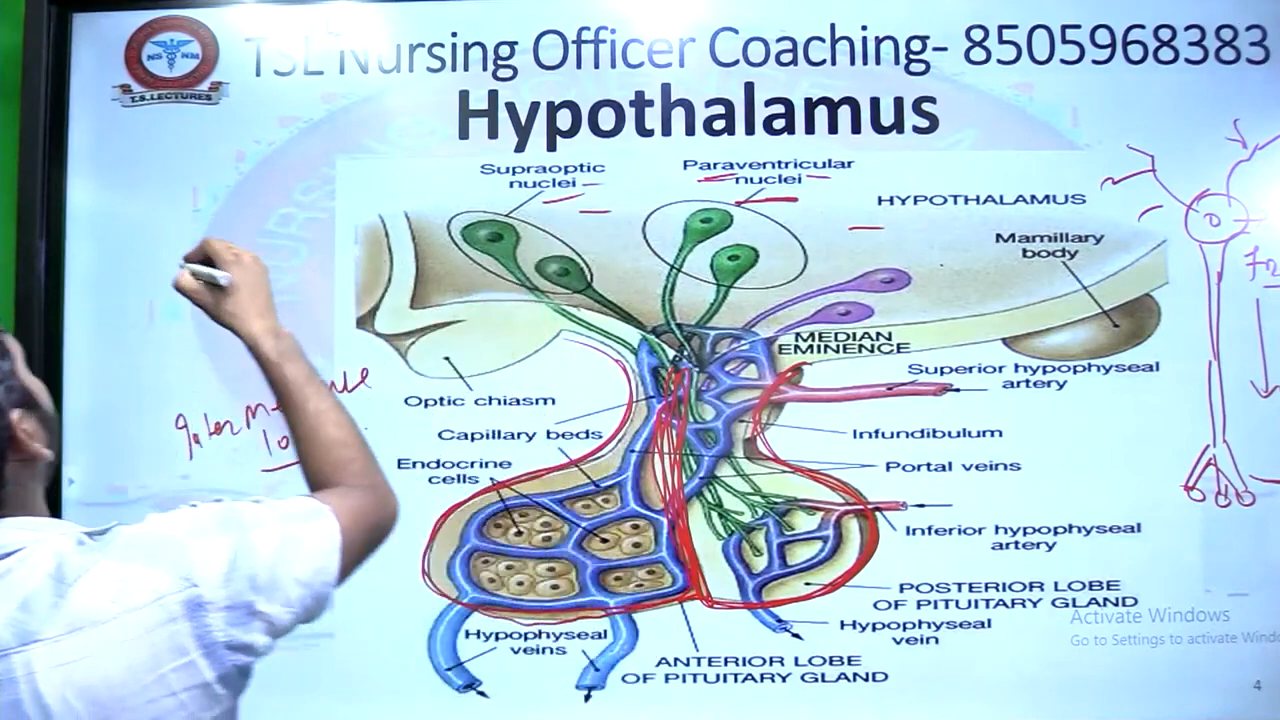 TSL Nursing Officer Coaching- 8505968383
NS NM
T.S.LECTURES
Hypothalamus
Supraoptic
nuclei
Paraventricular
nuclei
HYPOTHALAMUS
Mamillary
body
MEDIAN
EMINENCE
Superior hypophyseal
artery
Optic chiasm
Capillary beds
Infundibulum
Endocrine
cells
Portal veins
Inferior hypophyseal
artery
POSTERIOR LOBE
OF PITUITARY GLAND
Hypophyseal
vein
Hypophyseal
veins
ANTERIOR LOBE
OF PITUITARY GLAND
Activate Windows
Go to Settings to activate Windo
4